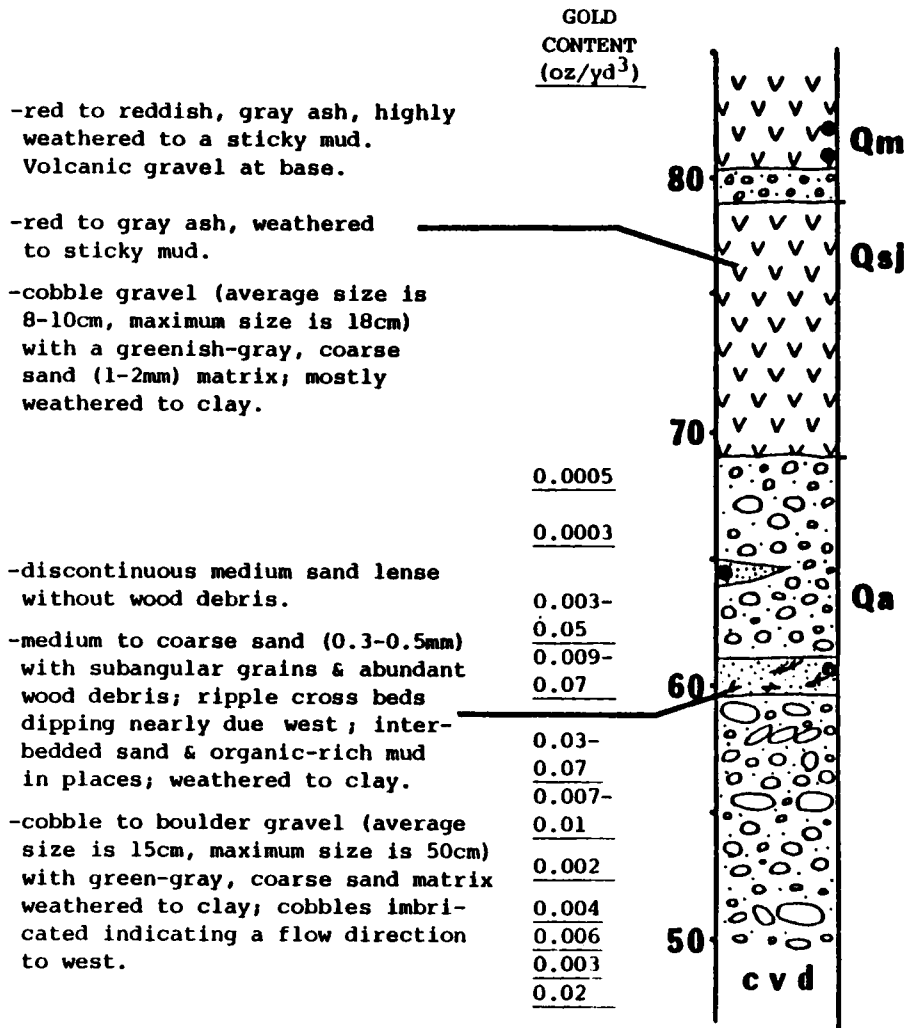 GOLD
CONTENT
(oz/yd³)
-red to reddish, gray ash, highly
weathered to a sticky mud.
Volcanic gravel at base.
-red to gray ash, weathered
to sticky mud.
-cobble gravel (average size is
8-10cm, maximum size is 18cm)
with a greenish-gray, coarse
sand (1-2mm) matrix; mostly
weathered to clay.
-discontinuous medium sand lense
without wood debris.
-medium to coarse sand (0.3-0.5mm)
with subangular grains & abundant
wood debris; ripple cross beds
dipping nearly due west ; inter-
bedded sand & organic-rich mud
in places; weathered to clay.
-cobble to boulder gravel (average
size is 15cm, maximum size is 50cm)
with green-gray, coarse sand matrix
weathered to clay; cobbles imbri-
cated indicating a flow direction
to west.
0.0005
0.0003
0.003-
0.05
0.009-
0.07
0.03-
0.07
0.007-
0.01
0.002
0.004
0.006
0.003
0.02
80
70
60
50
Qm
Qsj
Qa
cvd